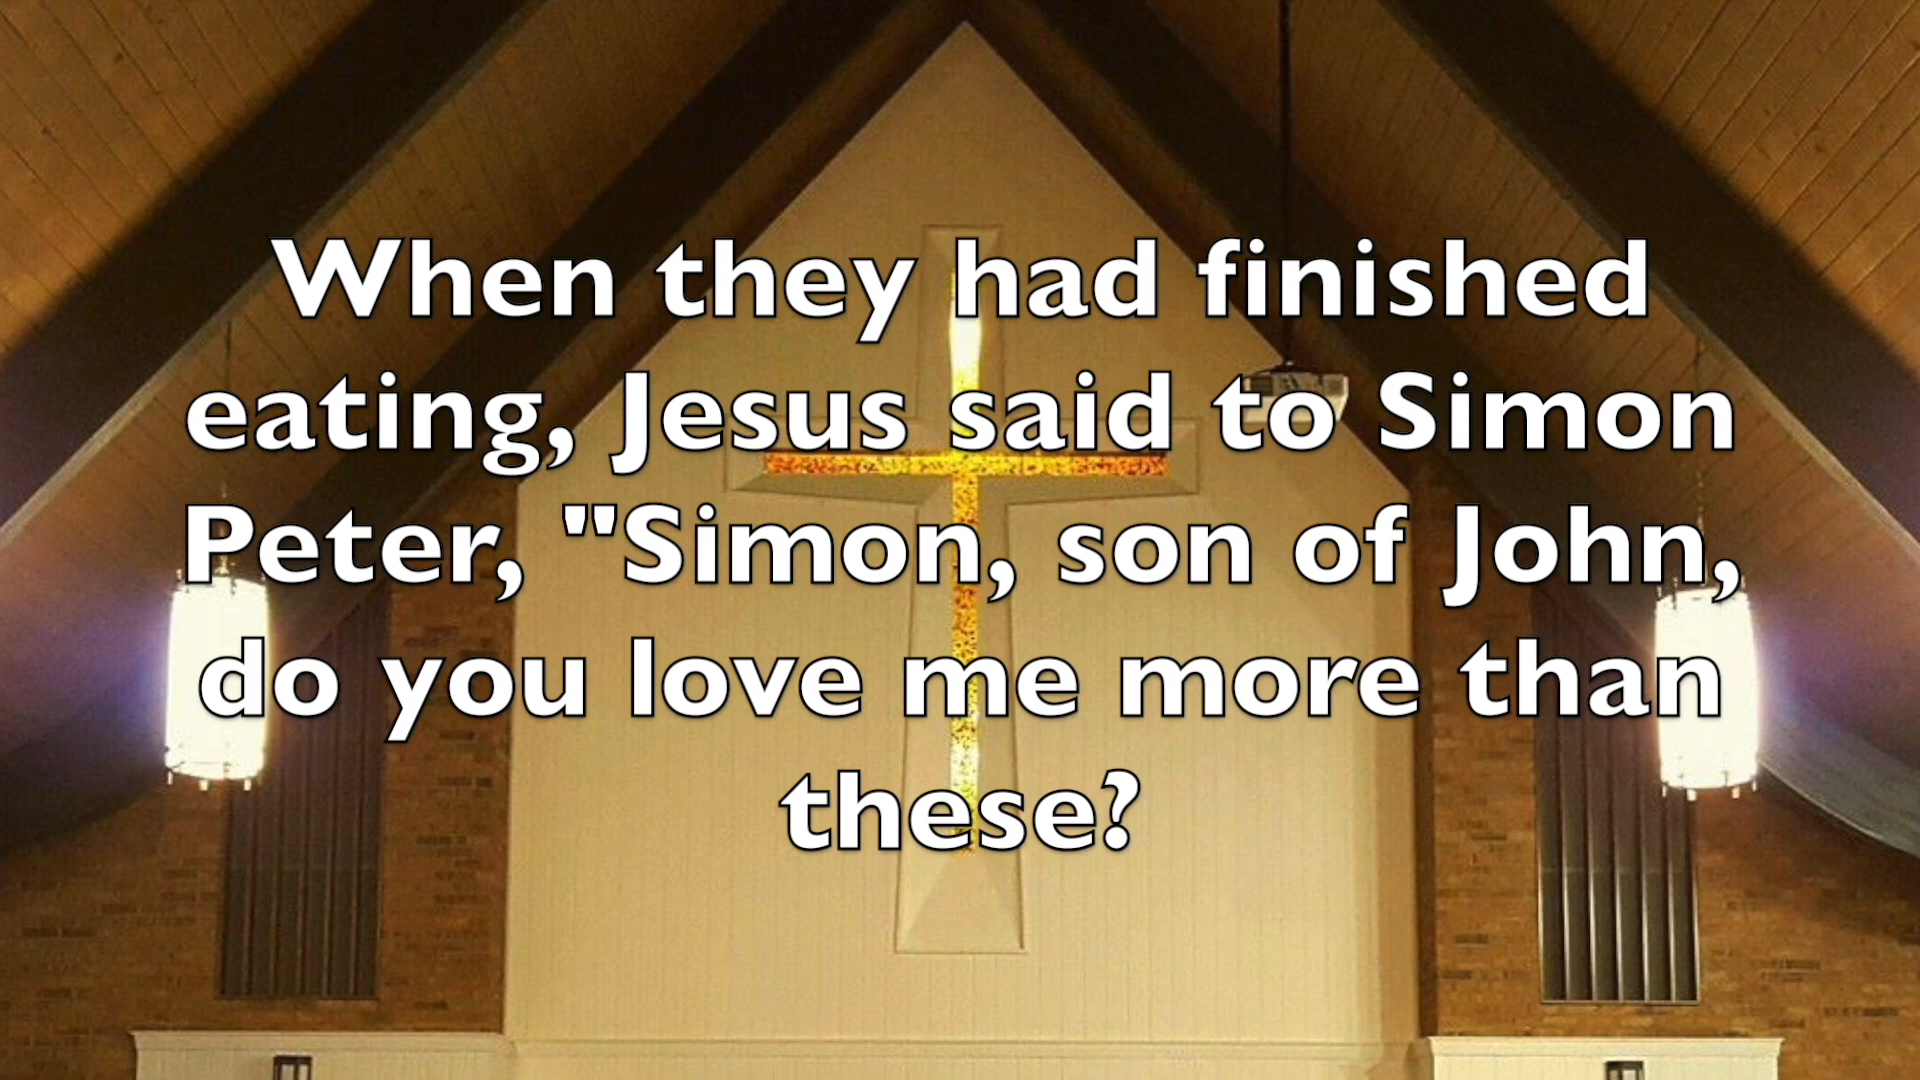 When they had finished
eating, Jesus said to Simon
Peter, "Simon, son of John,
do you love me more than
these?